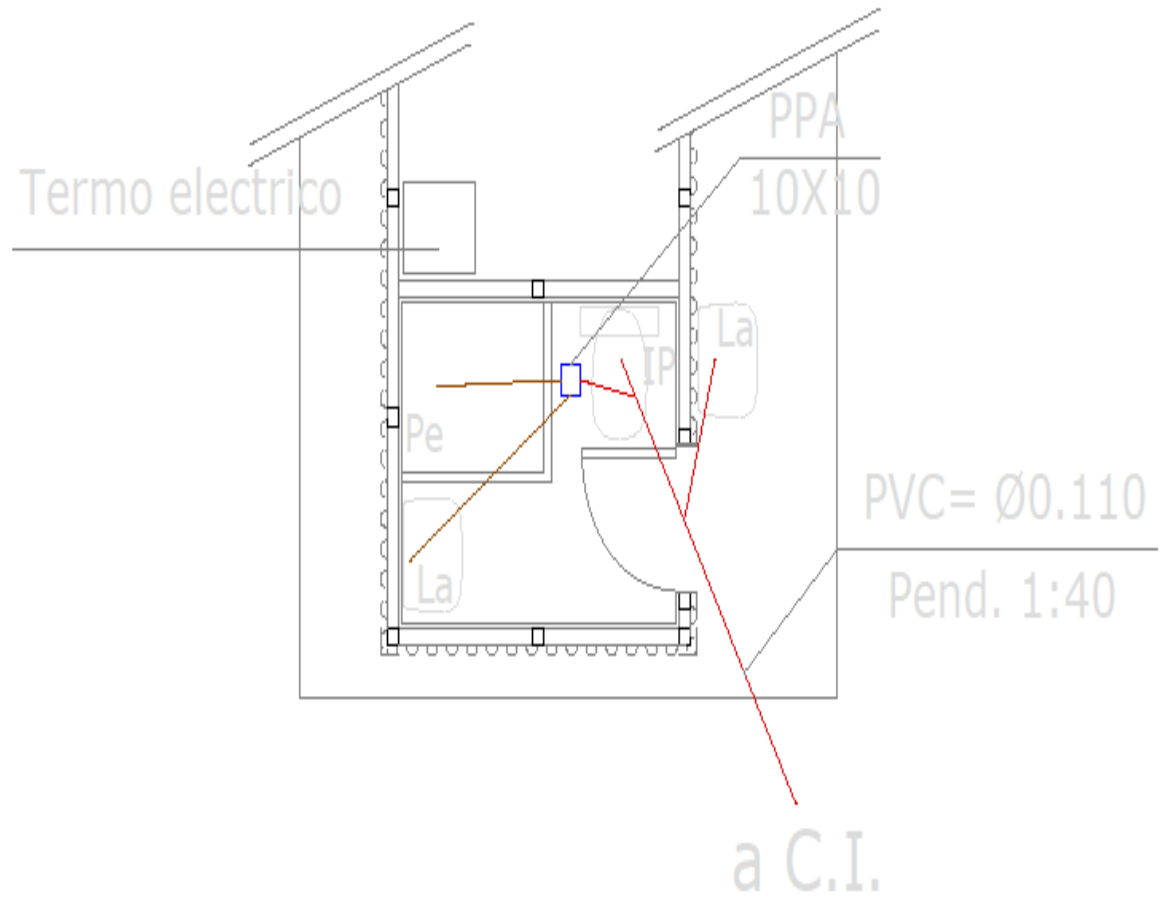 PPA
10X10
Termo electrico
La
IP
Pe
PVC= Ø0.110
Pend. 1:40
La
a C.I.